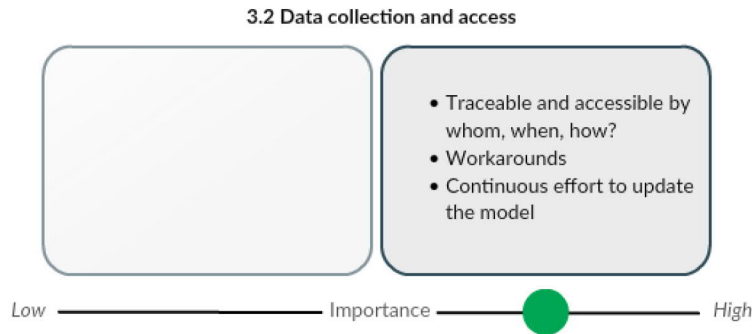 3.2 Data collection and access
• Traceable and accessible by
whom, when, how?
• Workarounds
• Continuous effort to update
the model
Low Importance High